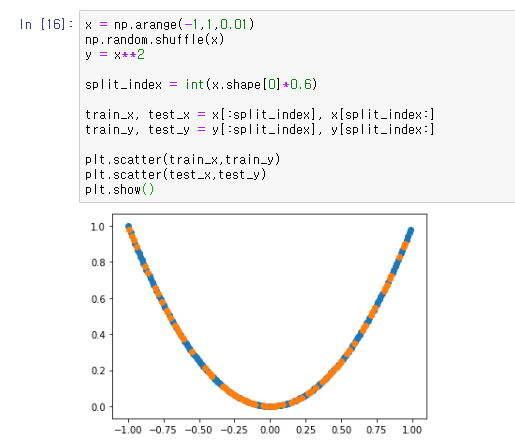 In [16]:
x = np.arange(-1,1,0.01)
np.random.shuffle(x)
y = x**2
split_index = int(x.shape[0]*0.6)
train_x, test_x = x[:split_index], x[split_index:]
train_y, test_y = y[:split_index], y[split_index:]
plt.scatter(train_x,train_y)
plt.scatter(test_x,test_y)
plt.show()
1.0
0.8
0.6
0.4
0.2
0.0
-1.00 -0.75 -0.50 -0.25 0.00 0.25 0.50 0.75 1.00